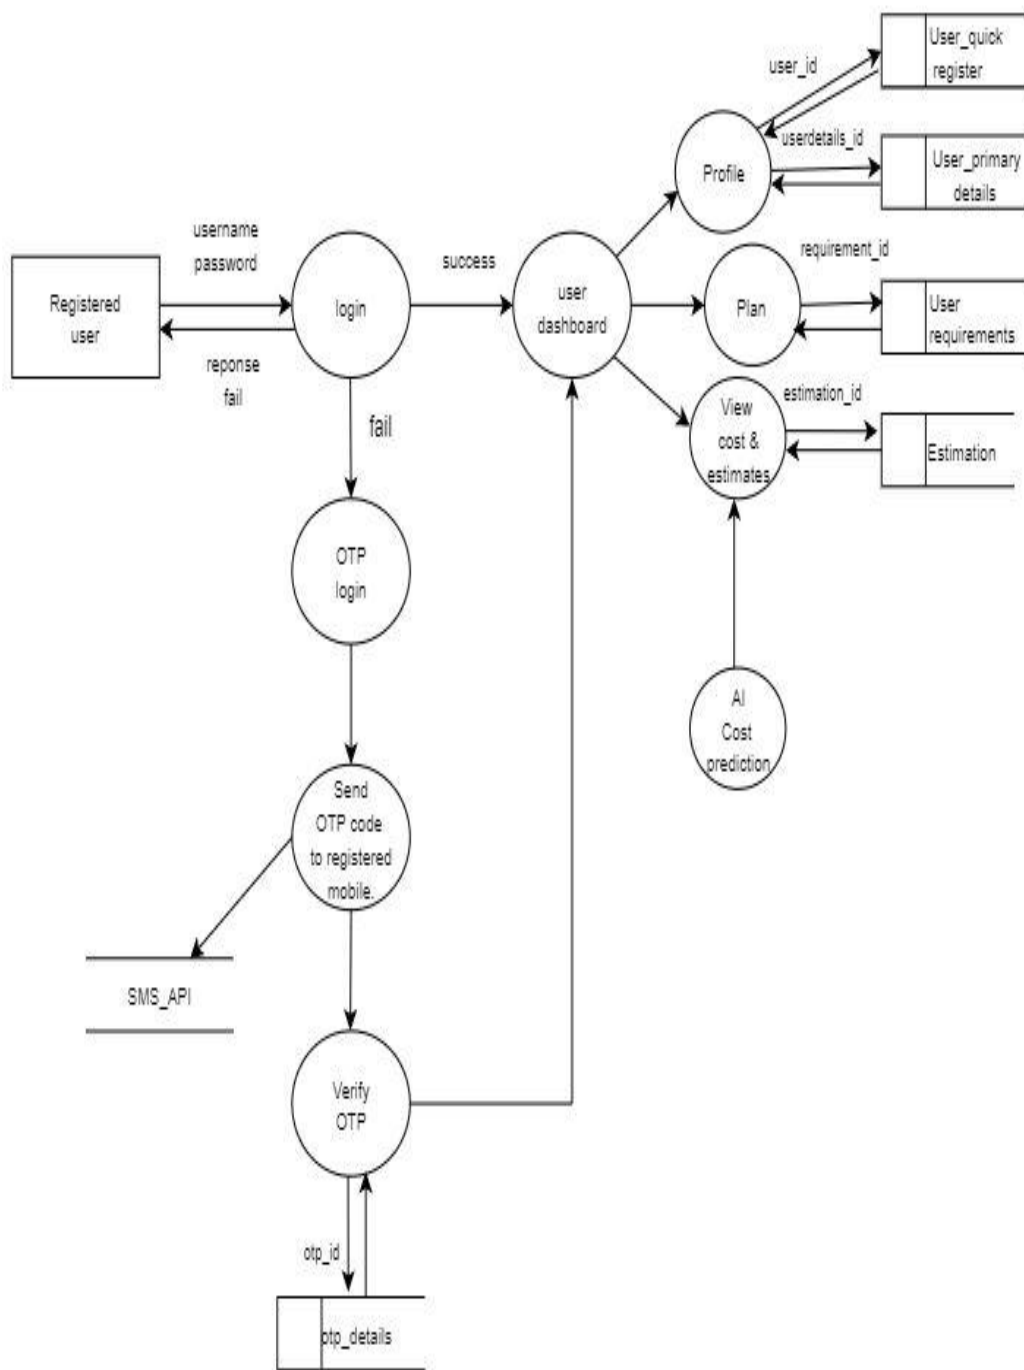 User_quick
register
user_id
userdetails_id
Profile
User_primary
details
username
password
success
requirement_id
Registered
user
login
user
dashboard
Plan
User
requirements
reponse
fail
fail
estimation_id
View
cost &
estimates
Estimation
OTP
login
AI
Cost
prediction
Send
OTP code
to registered
mobile.
SMS_API
Verify
OTP
otp_id
otp_details